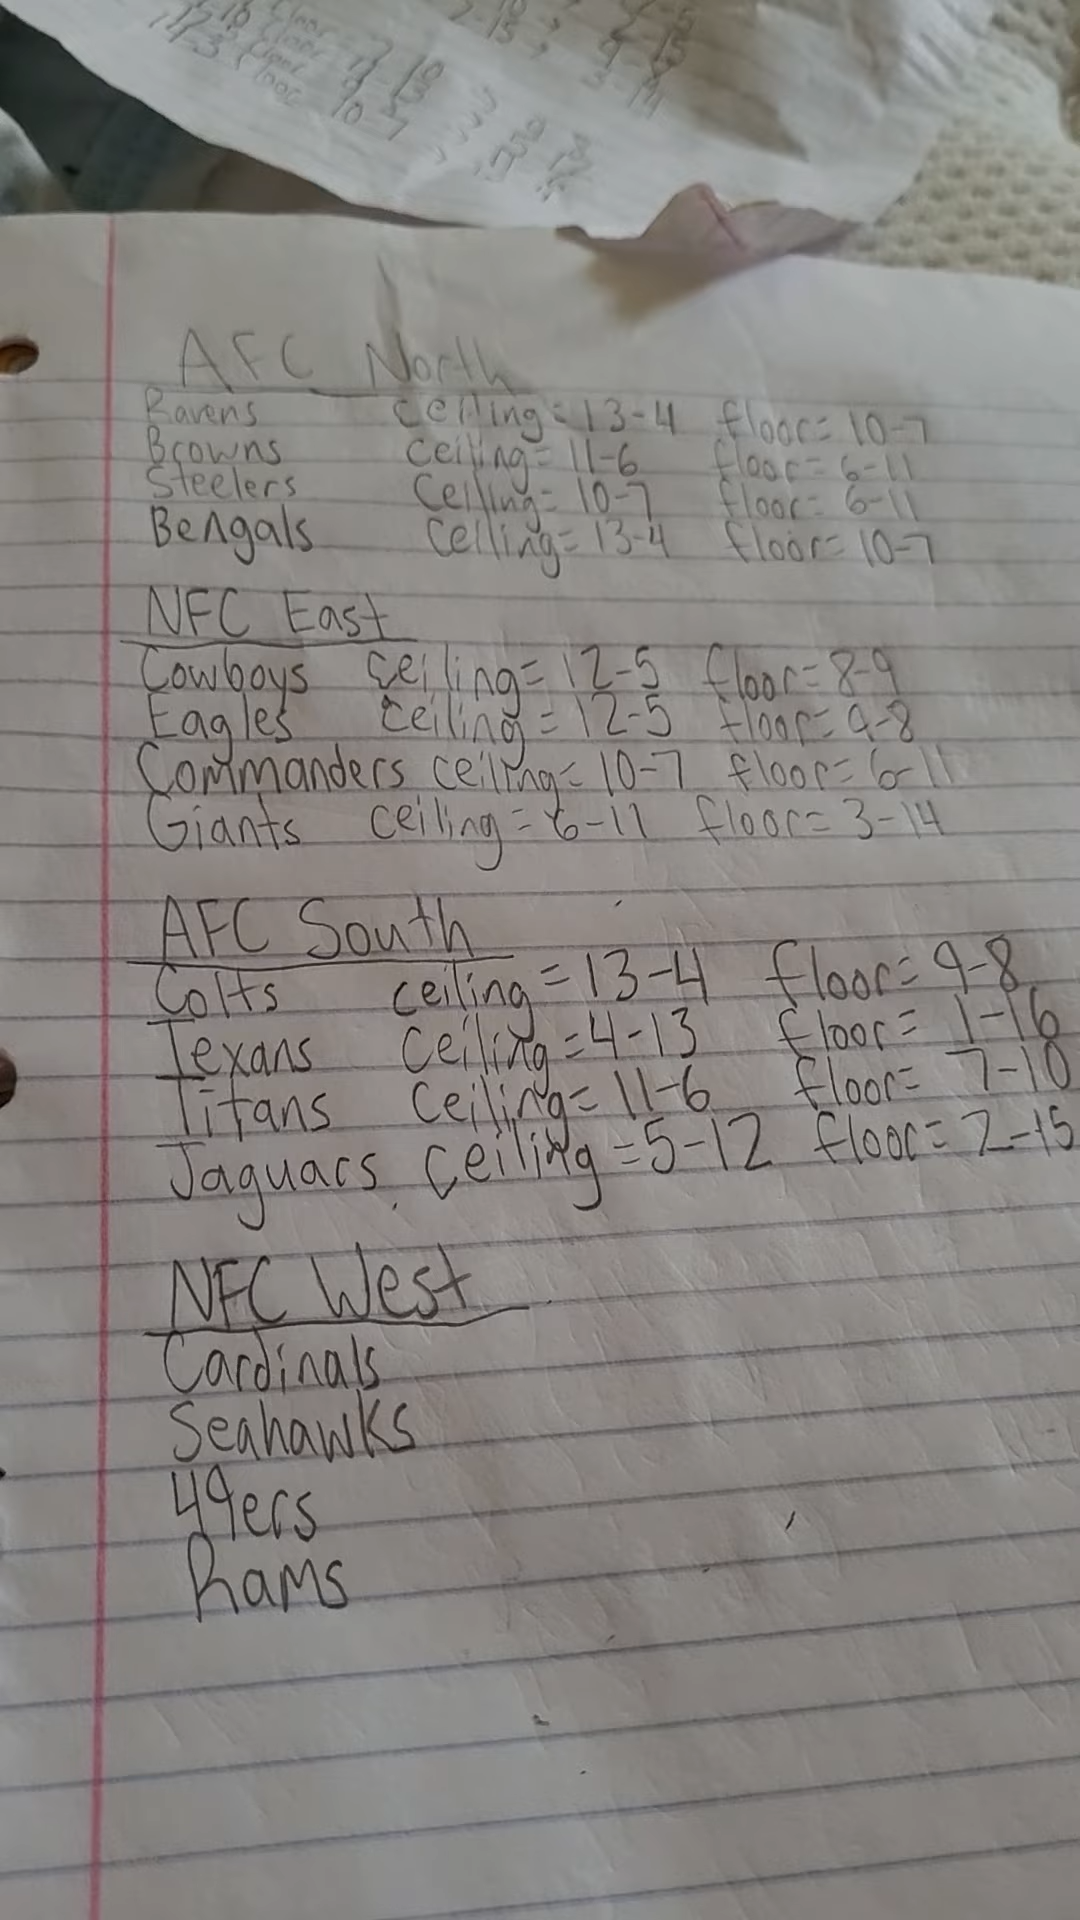 floor
10-7
AFC North
Ravens ceiling=13-4 floor=10-7
Browns ceiling=11-6 floor=6-11
Steelers ceiling=10-7 floor=6-11
Bengals ceiling=13-4 floor=10-7
NFC East
Cowboys ceiling=12-5 floor=8-9
Eagles ceiling=12-5 floor=9-8
Commanders ceiling=10-7 floor=6-11
Giants ceiling=6-11 floor=3-14
AFC South
Colts ceiling=13-4 floor=9-8
Texans ceiling=4-13 floor=1-16
Titans ceiling=11-6 floor=7-10
Jaguars ceiling=5-12 floor=2-15
NFC West
Cardinals
Seahawks
49ers
Rams